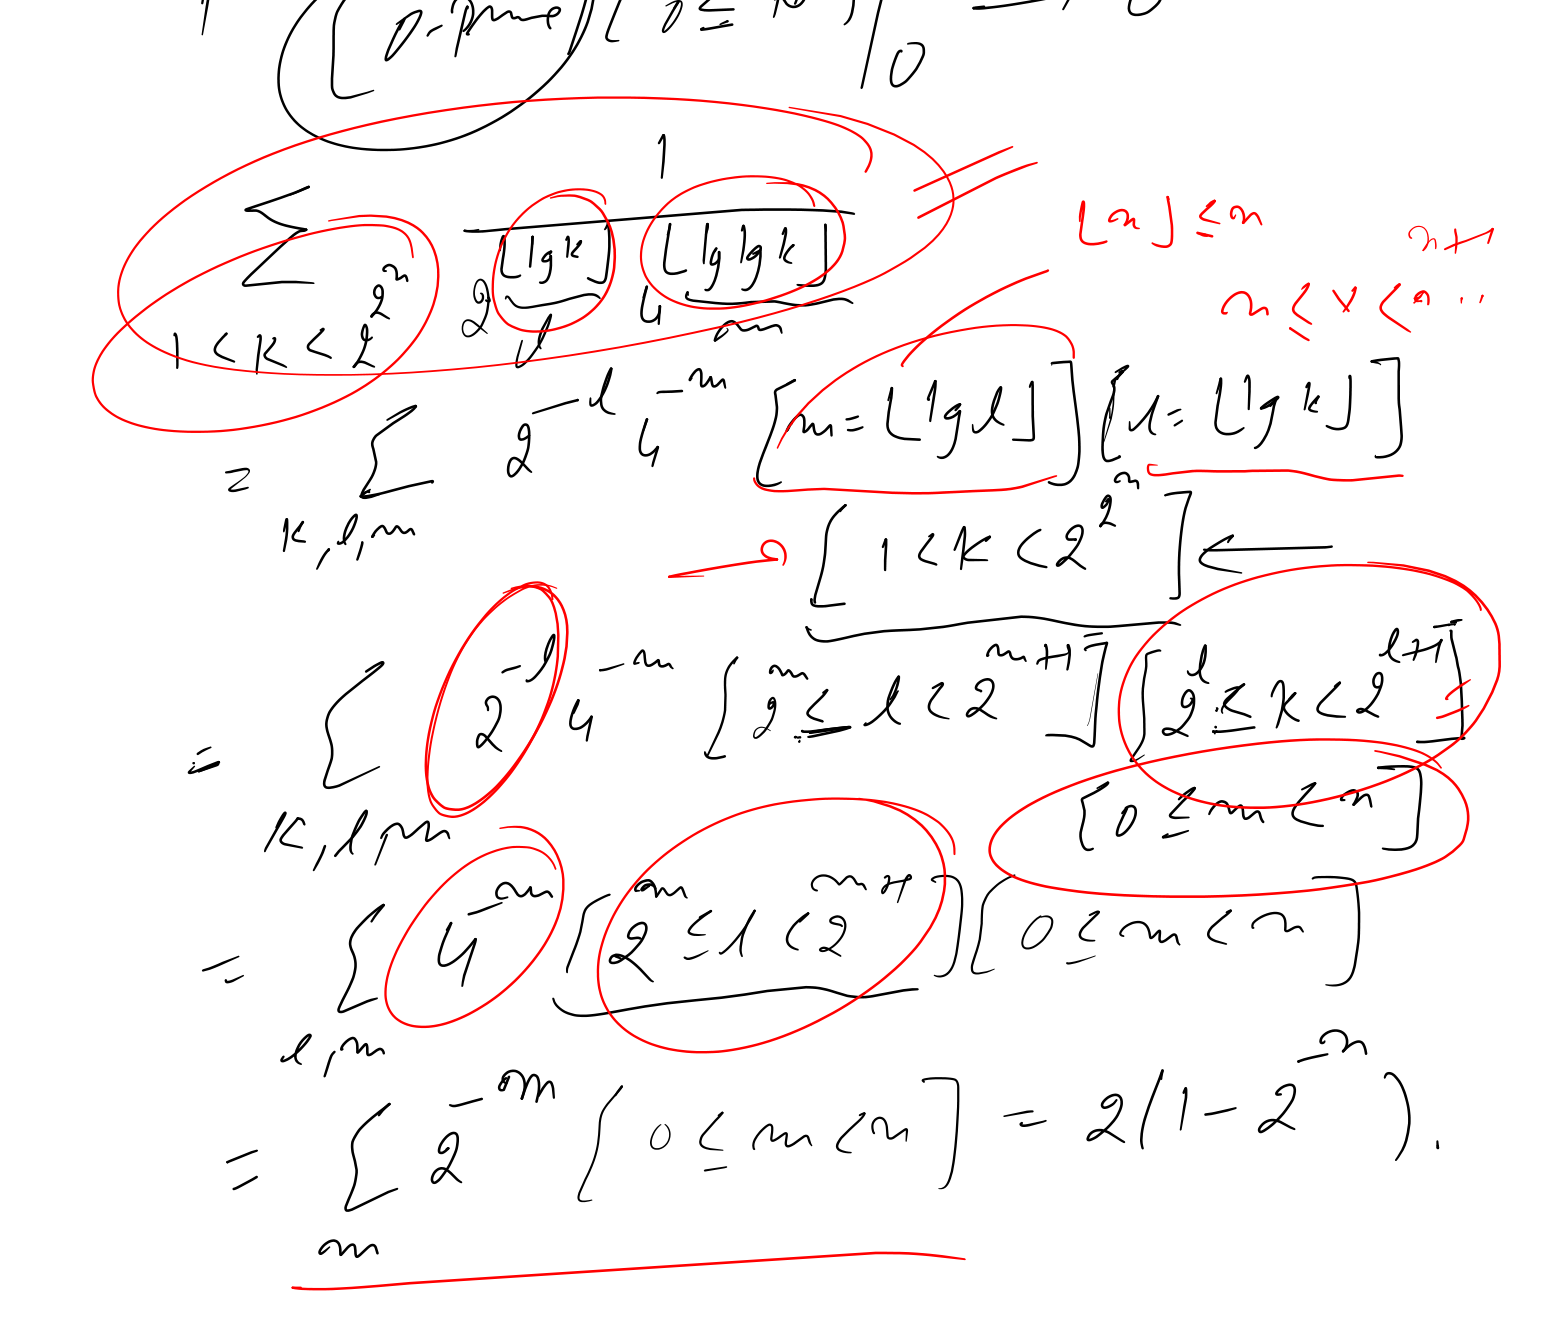 [p-prime]
0
∑_{1<k<2^{2^n}} 1 / (2^{⌊lg k⌋} 4^{⌊lg lg k⌋})
l m
⌊x⌋ ≤ n
n+1
= ∑_{k,l,m} 2^{-l} 4^{-m} [m = ⌊lg l⌋] [l = ⌊lg k⌋]
[1 < k < 2^{2^n}] ←
= ∑_{k,l,m} 2^{-l} 4^{-m} [2^m ≤ l < 2^{m+1}] [2^l ≤ k < 2^{l+1}]
[0 ≤ m < n]
= ∑_{l,m} 4^{-m} [2^m ≤ l < 2^{m+1}] [0 ≤ m < n]
= ∑_m 2^{-m} [0 ≤ m < n] = 2(1 - 2^{-n}).